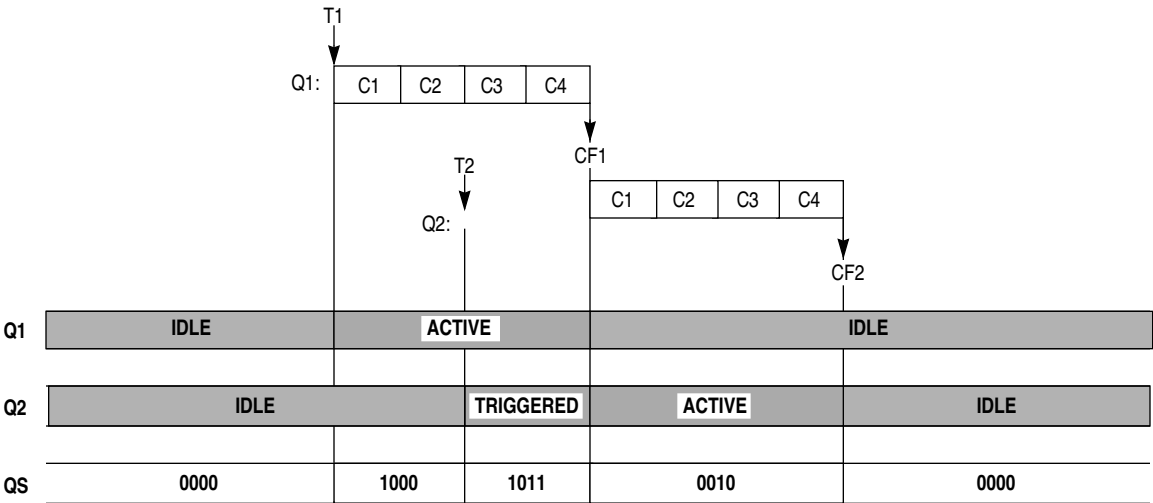 T1
Q1: C1 C2 C3 C4
CF1
T2
C1 C2 C3 C4
Q2:
CF2
Q1 IDLE ACTIVE IDLE
Q2 IDLE TRIGGERED ACTIVE IDLE
QS 0000 1000 1011 0010 0000